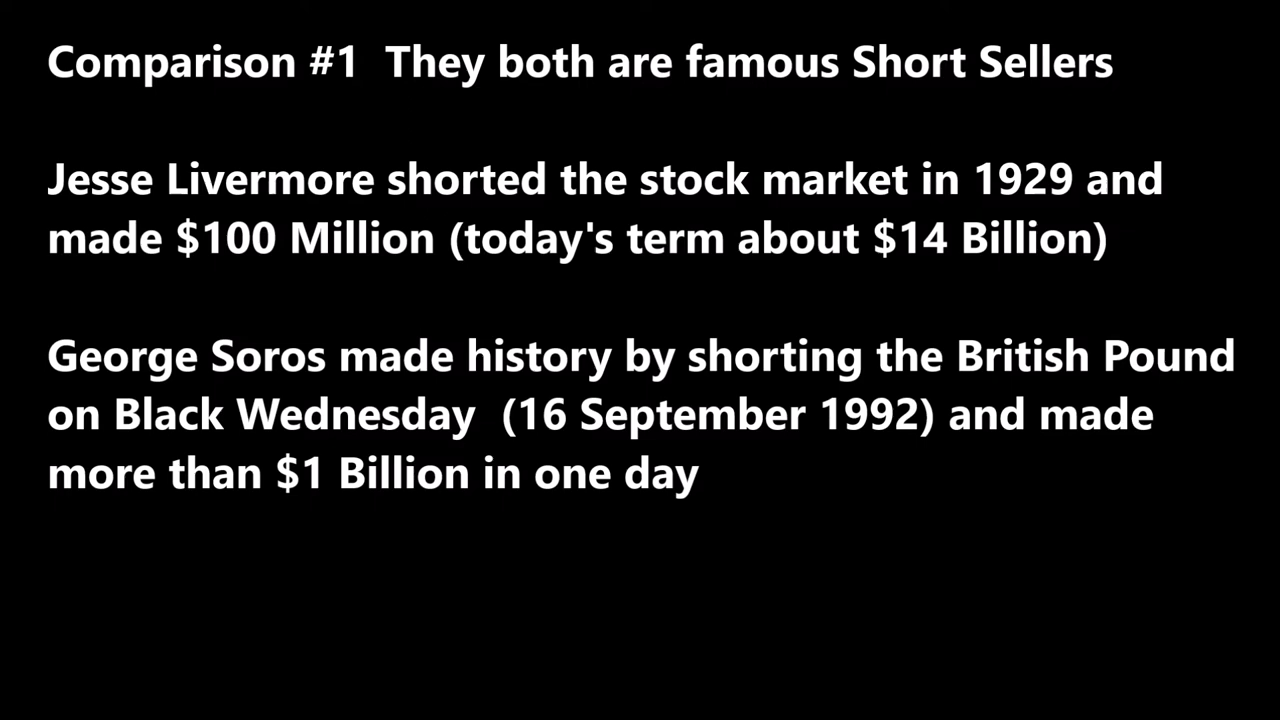 Comparison #1  They both are famous Short Sellers
Jesse Livermore shorted the stock market in 1929 and
made $100 Million (today's term about $14 Billion)
George Soros made history by shorting the British Pound
on Black Wednesday  (16 September 1992) and made
more than $1 Billion in one day